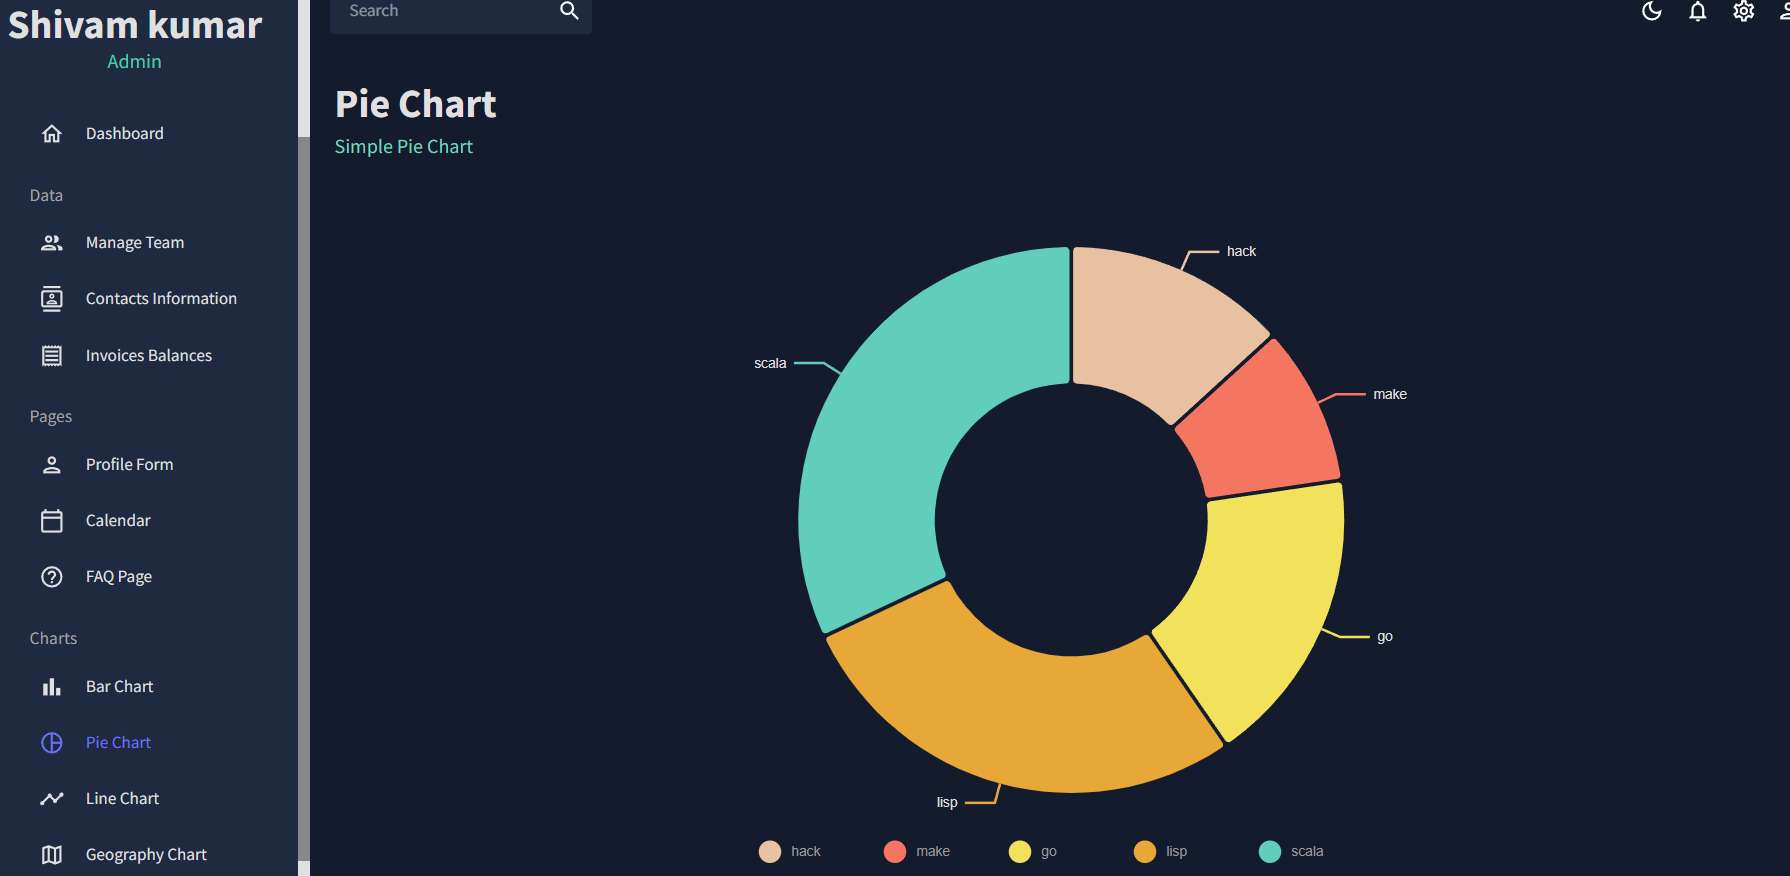 Shivam kumar
Admin
Dashboard
Data
Manage Team
Contacts Information
Invoices Balances
Pages
Profile Form
Calendar
FAQ Page
Charts
Bar Chart
Pie Chart
Line Chart
Geography Chart
Search
Pie Chart
Simple Pie Chart
hack
scala
make
go
lisp
hack make go lisp scala